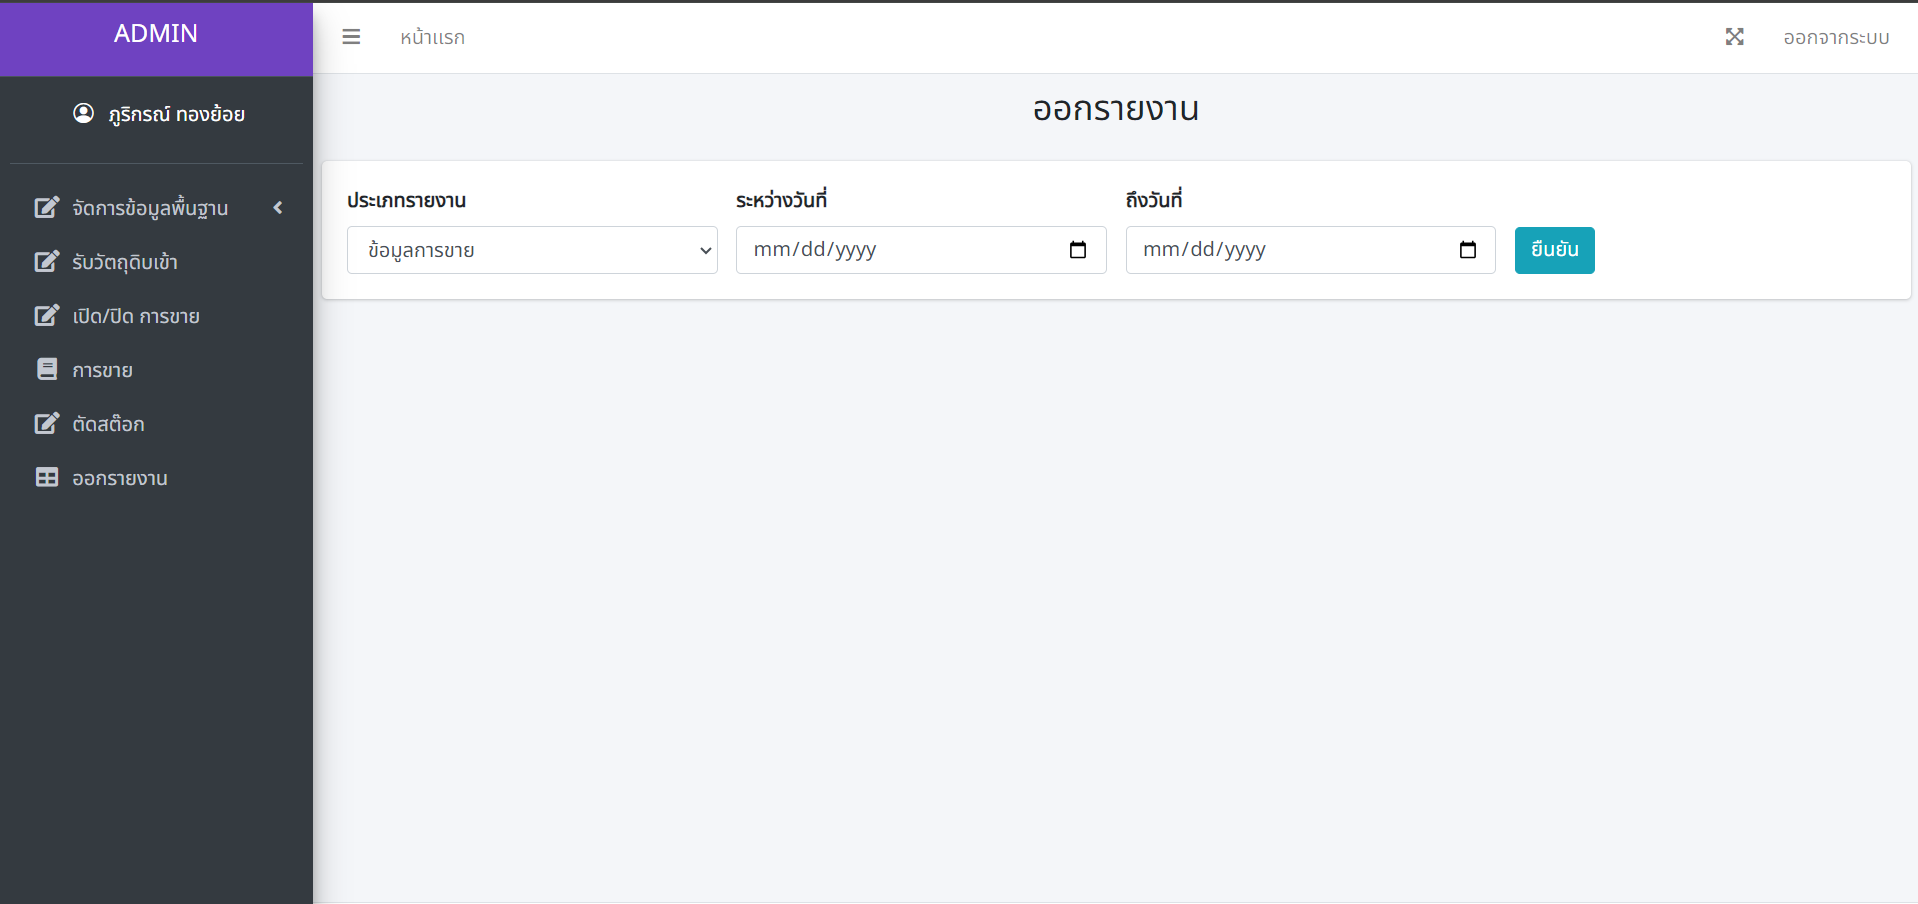 ADMIN
หน้าแรก
ออกจากระบบ
ภูริกรณ์ ทองย้อย
จัดการข้อมูลพื้นฐาน
รับวัตถุดิบเข้า
เปิด/ปิด การขาย
การขาย
ตัดสต๊อก
ออกรายงาน
ออกรายงาน
ประเภทรายงาน
ระหว่างวันที่
ถึงวันที่
ข้อมูลการขาย
mm/dd/yyyy
mm/dd/yyyy
ยืนยัน